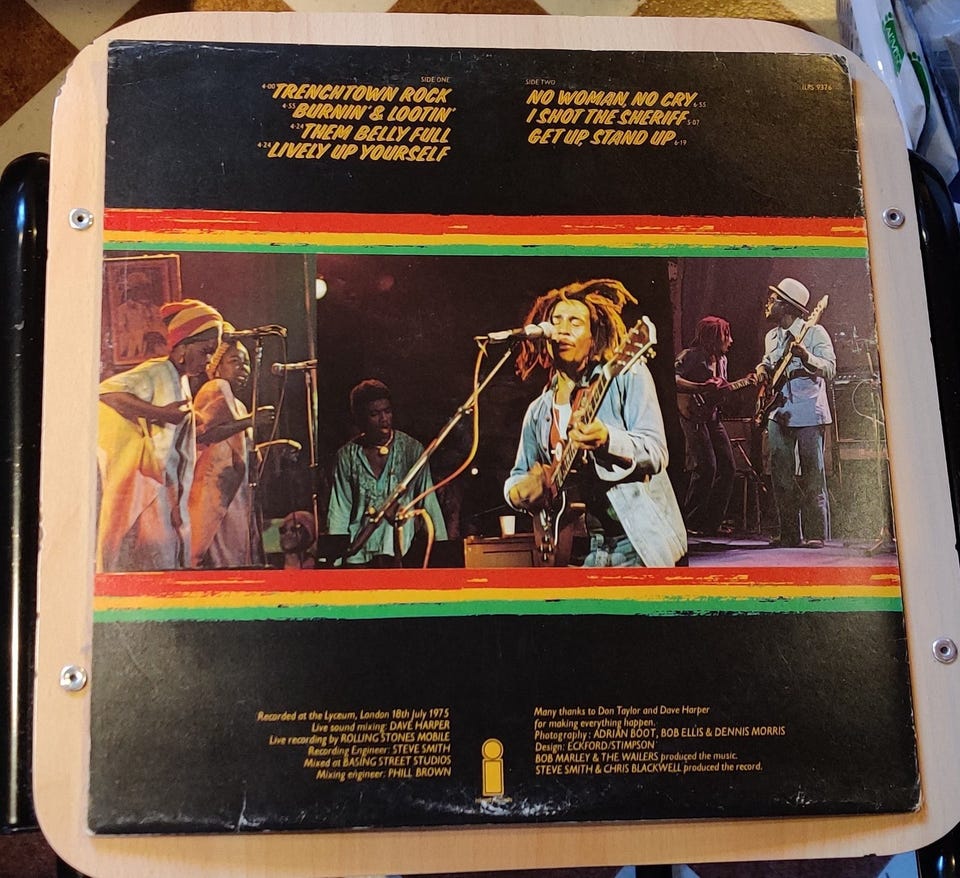 SIDE ONE
4·00 TRENCHTOWN ROCK
4·55 BURNIN' & LOOTIN'
4·24 THEM BELLY FULL
4·24 LIVELY UP YOURSELF
SIDE TWO
NO WOMAN, NO CRY 6·55
I SHOT THE SHERIFF 5·07
GET UP, STAND UP 6·19
ILPS 9376
Recorded at the Lyceum, London 18th July 1975
Live sound mixing: DAVE HARPER
Live recording by ROLLING STONES MOBILE
Recording Engineer: STEVE SMITH
Mixed at BASING STREET STUDIOS
Mixing engineer: PHILL BROWN
Many thanks to Don Taylor and Dave Harper
for making everything happen.
Photography: ADRIAN BOOT, BOB ELLIS & DENNIS MORRIS
Design: ECKFORD/STIMPSON
BOB MARLEY & THE WAILERS produced the music.
STEVE SMITH & CHRIS BLACKWELL produced the record.